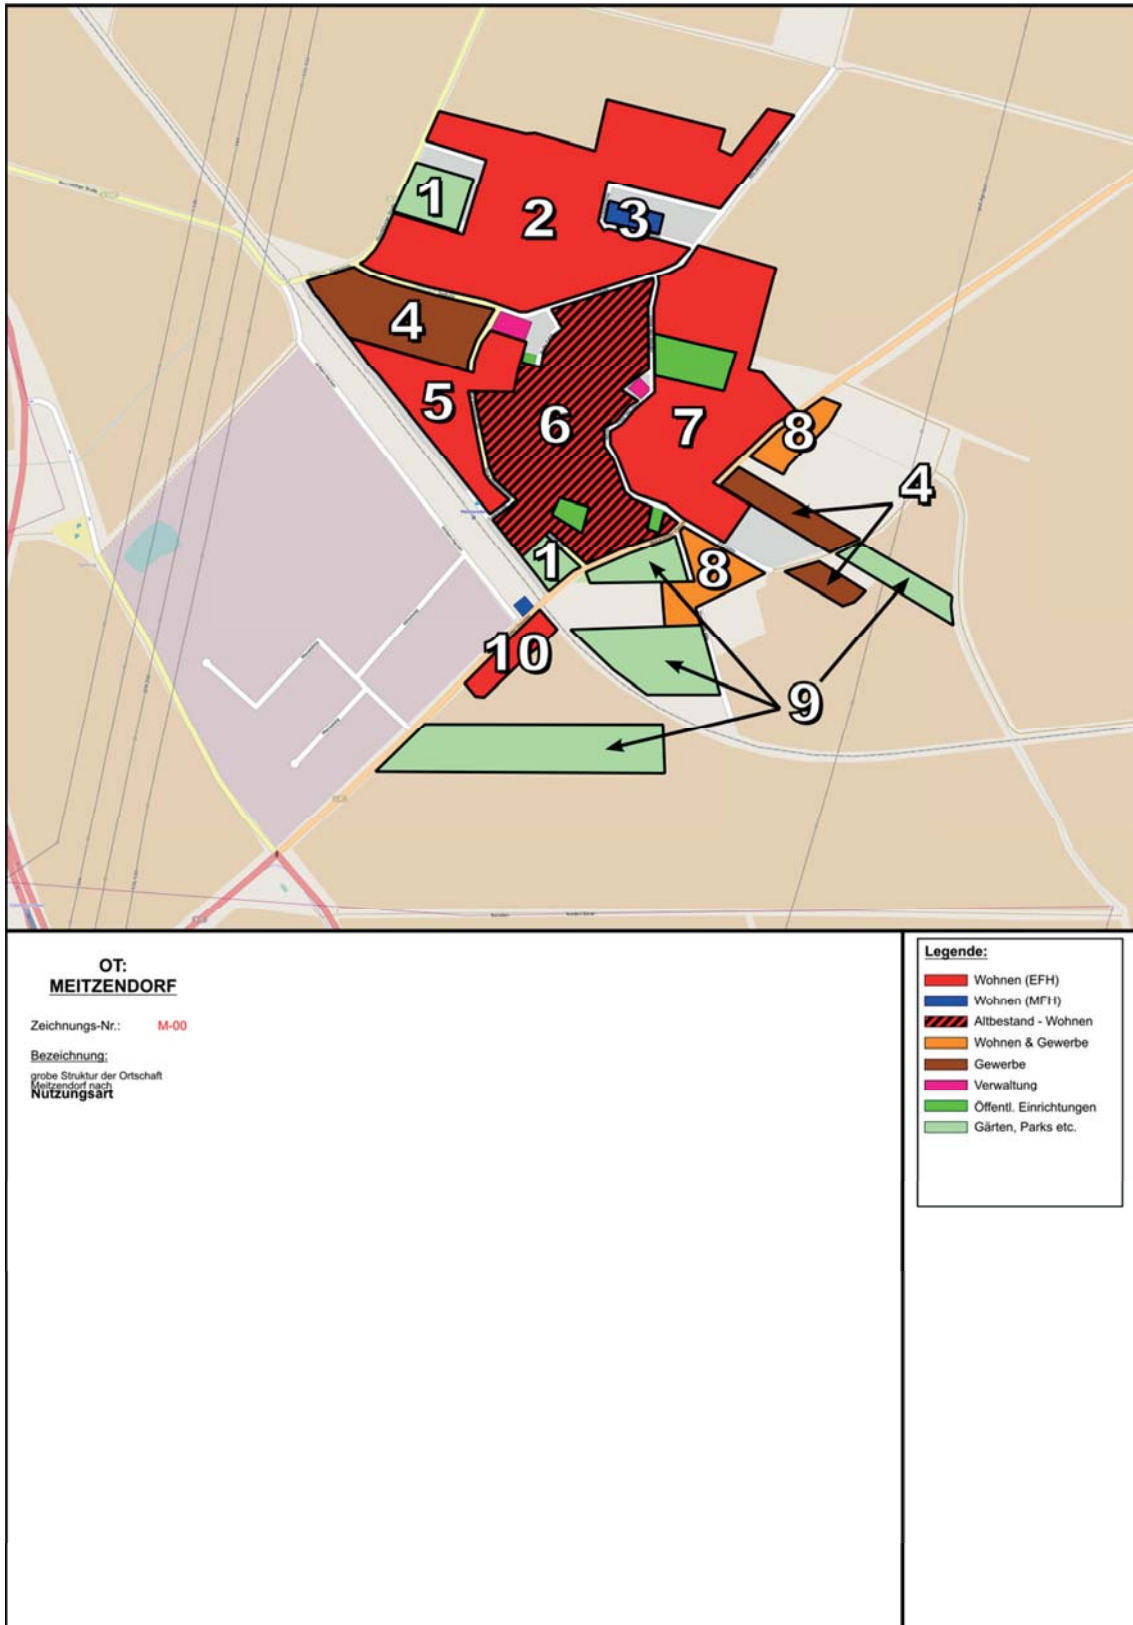 1
2
3
4
5
6
7
8
4
1
8
10
9
OT:
MEITZENDORF
Zeichnungs-Nr.: M-00
Bezeichnung:
grobe Struktur der Ortschaft
Meitzendorf nach
Nutzungsart
Legende:
Wohnen (EFH)
Wohnen (MFH)
Altbestand - Wohnen
Wohnen & Gewerbe
Gewerbe
Verwaltung
Öffentl. Einrichtungen
Gärten, Parks etc.